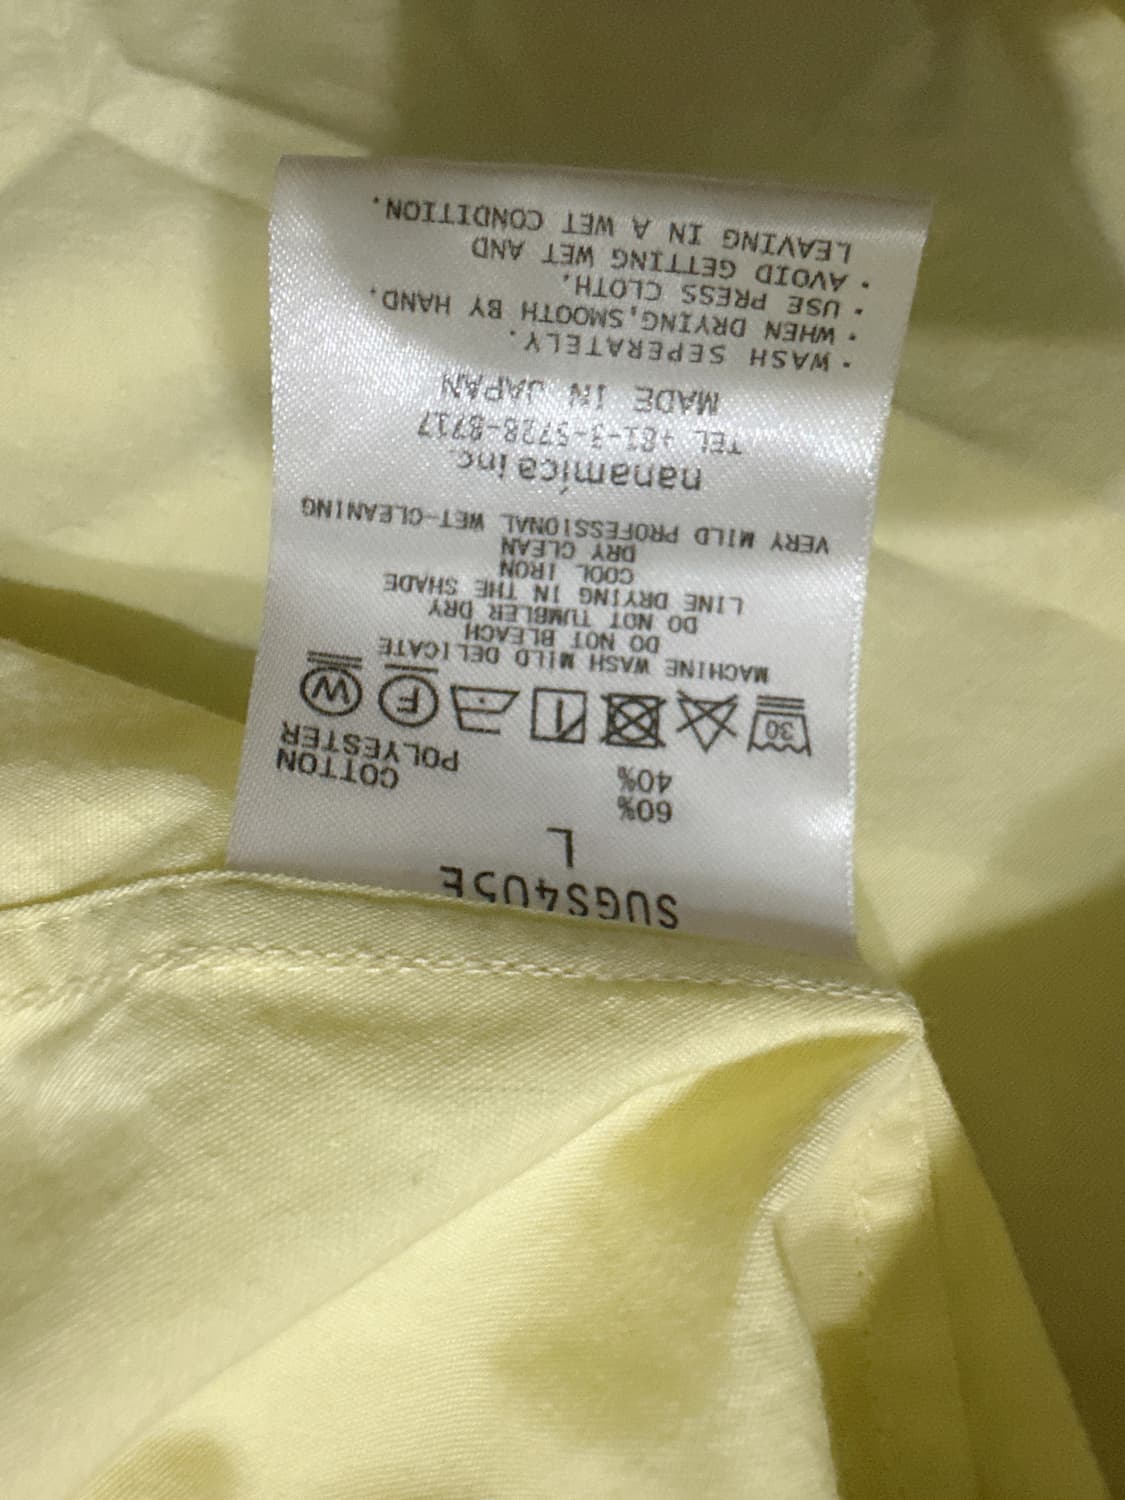 SUGS405E
L
60% COTTON
40% POLYESTER
30 F W
MACHINE WASH MILD DELICATE
DO NOT BLEACH
DO NOT TUMBLER DRY
LINE DRYING IN THE SHADE
COOL IRON
DRY CLEAN
VERY MILD PROFESSIONAL WET-CLEANING
nanamica inc.
TEL +81-3-5728-8717
MADE IN JAPAN
・WASH SEPERATELY.
・WHEN DRYING,SMOOTH BY HAND.
・USE PRESS CLOTH.
・AVOID GETTING WET AND
LEAVING IN A WET CONDITION.